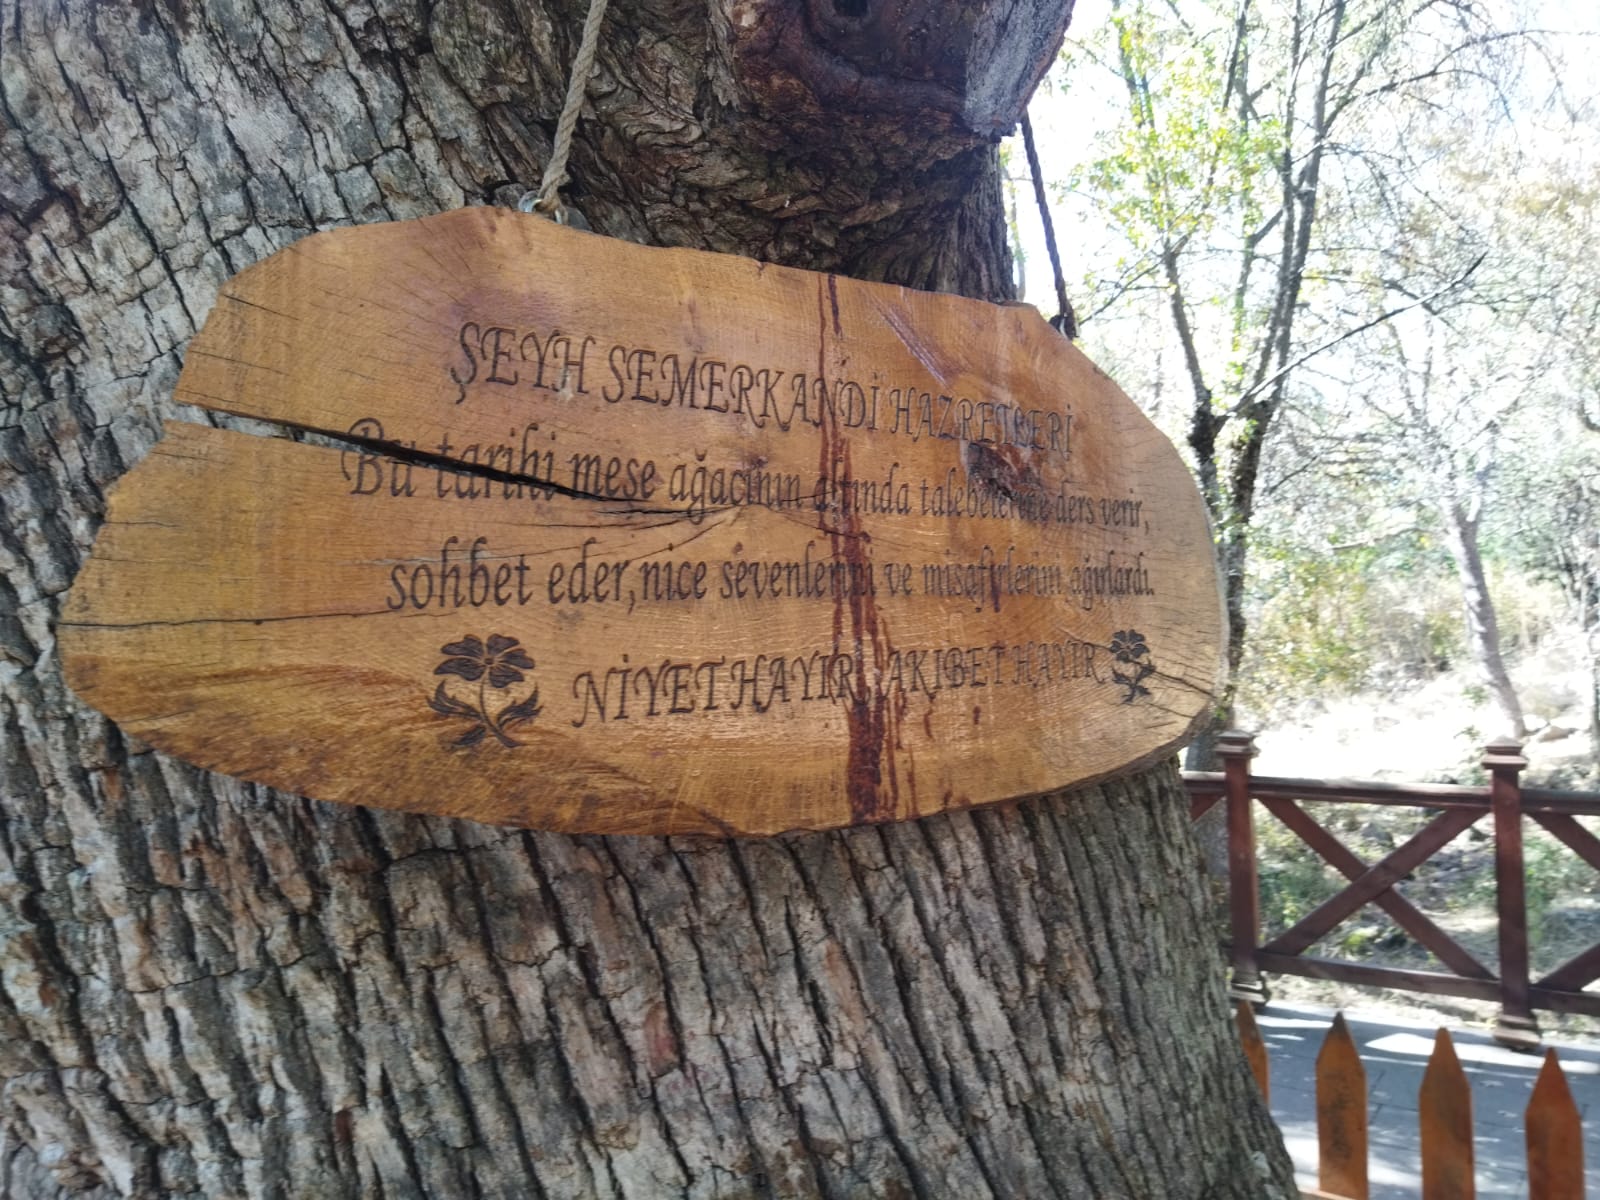 ŞEYH SEMERKANDİ HAZRETLERİ
Bu tarihi meşe ağacının altında talebelerine ders verir,
sohbet eder,nice sevenlerini ve misafirlerini ağırlardı.
NİYET HAYIR, AKIBET HAYIR